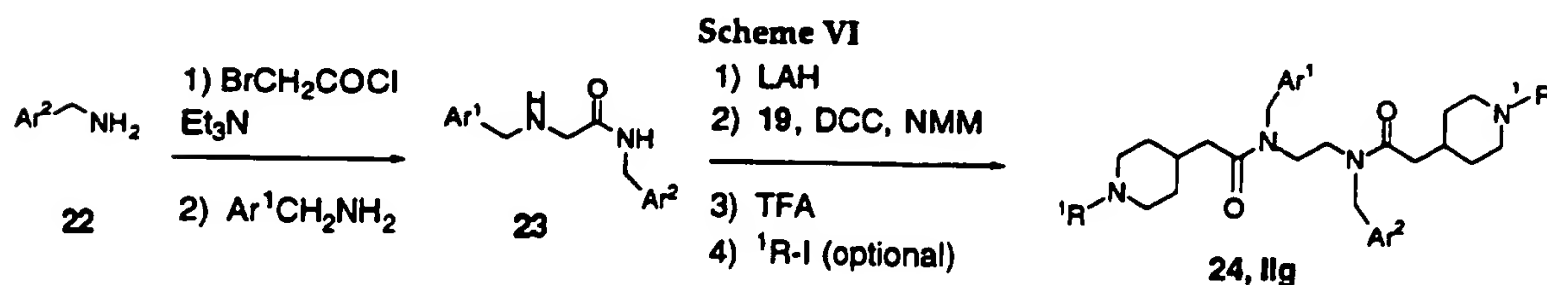 Scheme VI
1) BrCH₂COCl
Et₃N
2) Ar¹CH₂NH₂
1) LAH
2) 19, DCC, NMM
3) TFA
4) ¹R-I (optional)
Ar²
NH₂
22
Ar¹
H
N
O
NH
Ar²
23
Ar¹
¹R
N
O
N
N
O
N
¹
R
Ar²
24, IIg